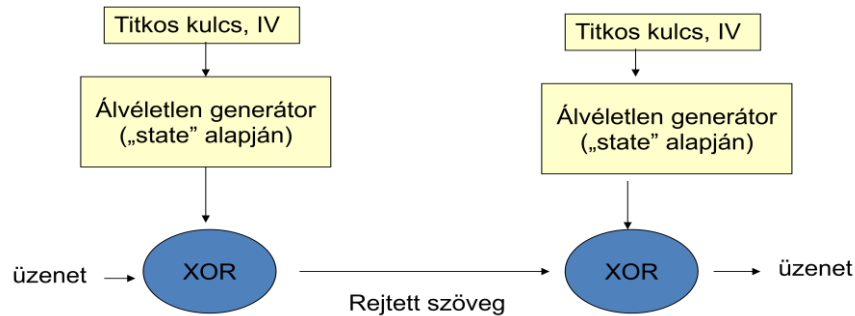 Titkos kulcs, IV
Titkos kulcs, IV
Álvéletlen generátor
(„state” alapján)
Álvéletlen generátor
(„state” alapján)
üzenet
XOR
XOR
üzenet
Rejtett szöveg